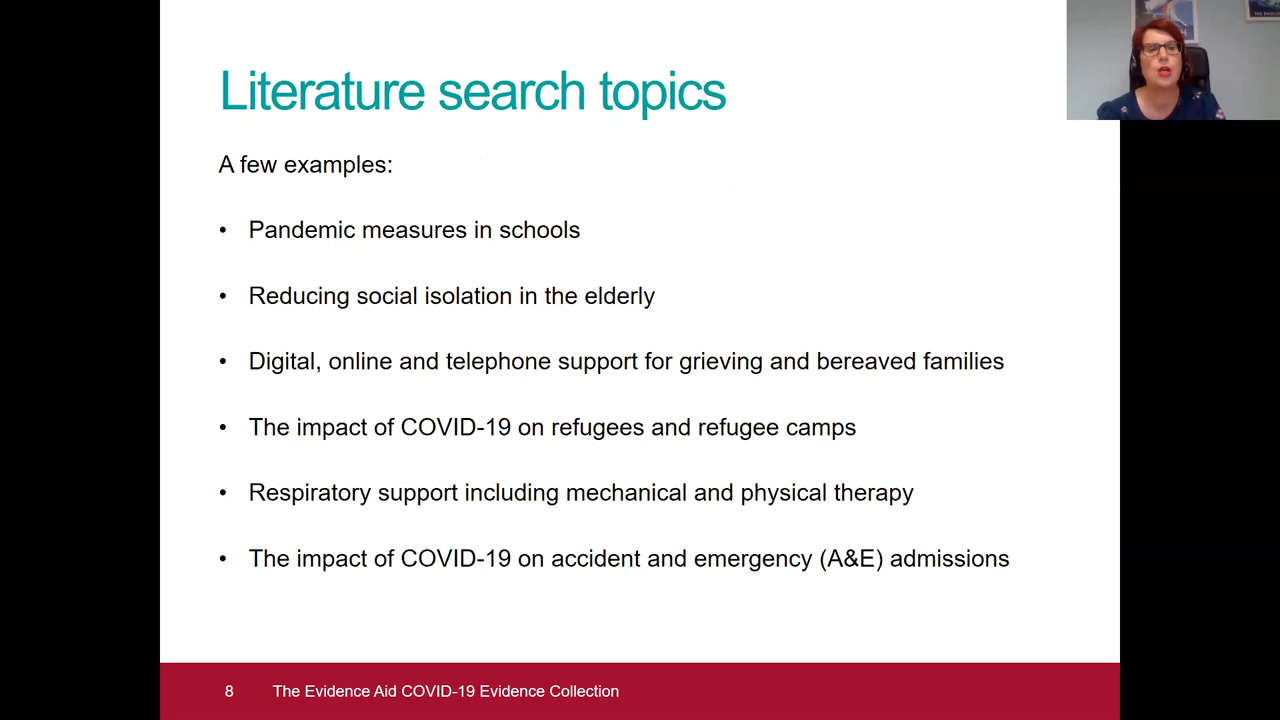 Literature search topics
A few examples:
• Pandemic measures in schools
• Reducing social isolation in the elderly
• Digital, online and telephone support for grieving and bereaved families
• The impact of COVID-19 on refugees and refugee camps
• Respiratory support including mechanical and physical therapy
• The impact of COVID-19 on accident and emergency (A&E) admissions
8 The Evidence Aid COVID-19 Evidence Collection